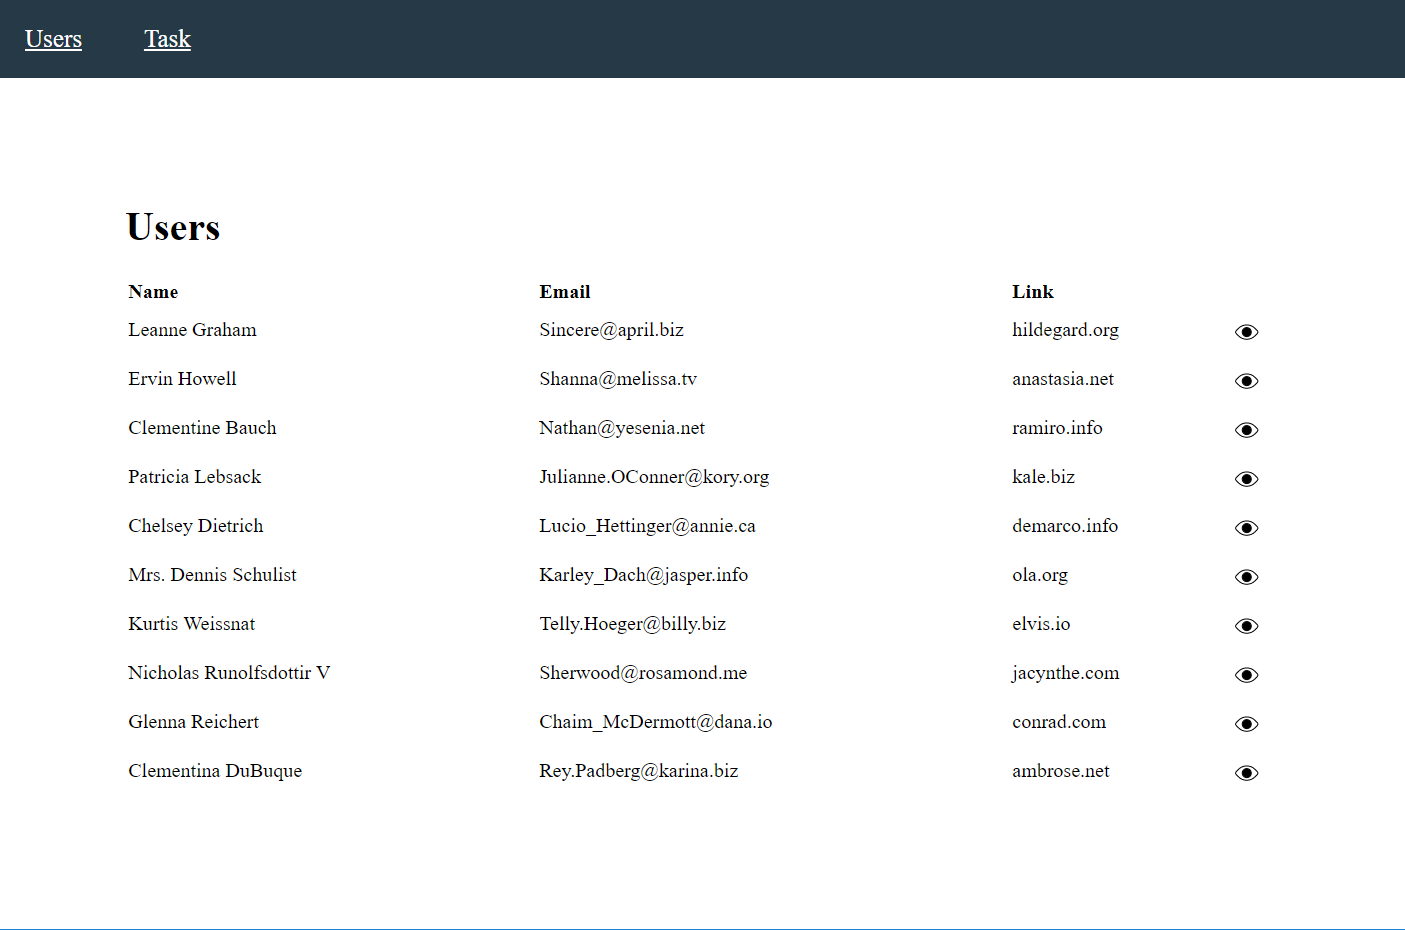 Users Task
Users
Name Email Link
Leanne Graham Sincere@april.biz hildegard.org
Ervin Howell Shanna@melissa.tv anastasia.net
Clementine Bauch Nathan@yesenia.net ramiro.info
Patricia Lebsack Julianne.OConner@kory.org kale.biz
Chelsey Dietrich Lucio_Hettinger@annie.ca demarco.info
Mrs. Dennis Schulist Karley_Dach@jasper.info ola.org
Kurtis Weissnat Telly.Hoeger@billy.biz elvis.io
Nicholas Runolfsdottir V Sherwood@rosamond.me jacynthe.com
Glenna Reichert Chaim_McDermott@dana.io conrad.com
Clementina DuBuque Rey.Padberg@karina.biz ambrose.net